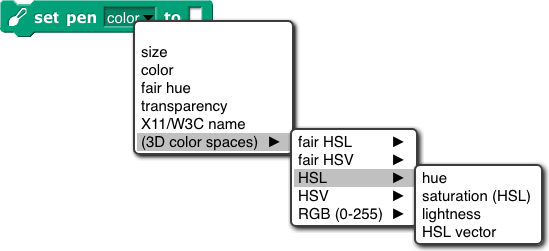 set pen color to
size
color
fair hue
transparency
X11/W3C name
(3D color spaces)
fair HSL
fair HSV
HSL
HSV
RGB (0-255)
hue
saturation (HSL)
lightness
HSL vector